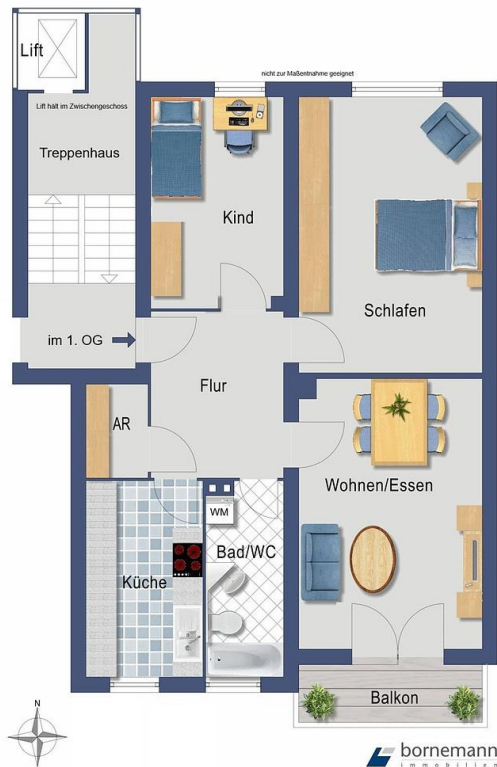 Lift
nicht zur Maßentnahme geeignet
Lift hält im Zwischengeschoss
Treppenhaus
Kind
Schlafen
im 1. OG
Flur
AR
Wohnen/Essen
WM
Bad/WC
Küche
Balkon
N
bornemann
immobilien